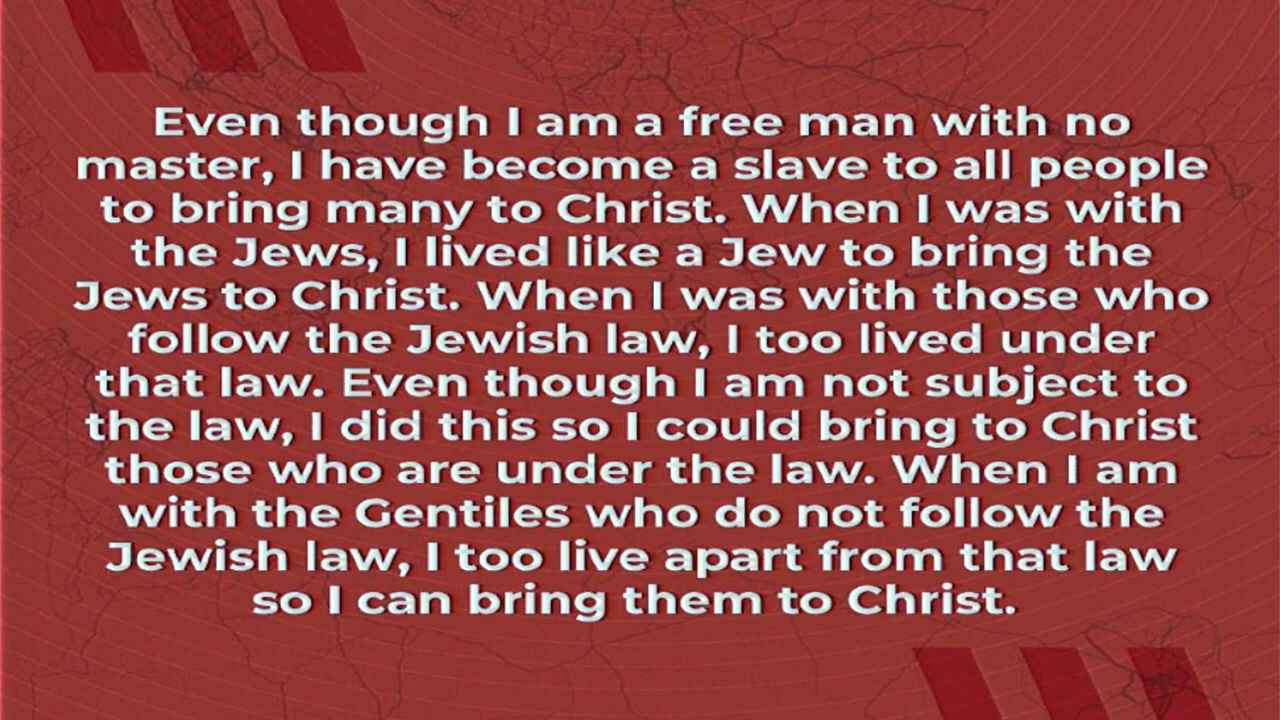 Even though I am a free man with no
master, I have become a slave to all people
to bring many to Christ. When I was with
the Jews, I lived like a Jew to bring the
Jews to Christ. When I was with those who
follow the Jewish law, I too lived under
that law. Even though I am not subject to
the law, I did this so I could bring to Christ
those who are under the law. When I am
with the Gentiles who do not follow the
Jewish law, I too live apart from that law
so I can bring them to Christ.